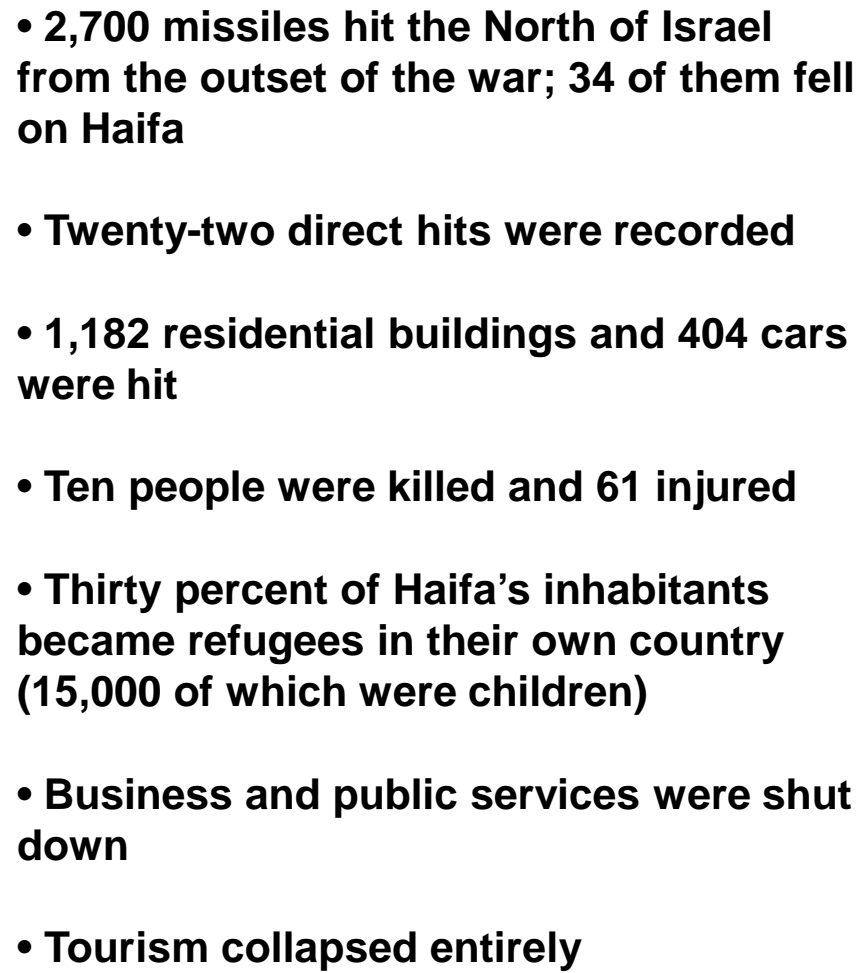 • 2,700 missiles hit the North of Israel
from the outset of the war; 34 of them fell
on Haifa
• Twenty-two direct hits were recorded
• 1,182 residential buildings and 404 cars
were hit
• Ten people were killed and 61 injured
• Thirty percent of Haifa’s inhabitants
became refugees in their own country
(15,000 of which were children)
• Business and public services were shut
down
• Tourism collapsed entirely